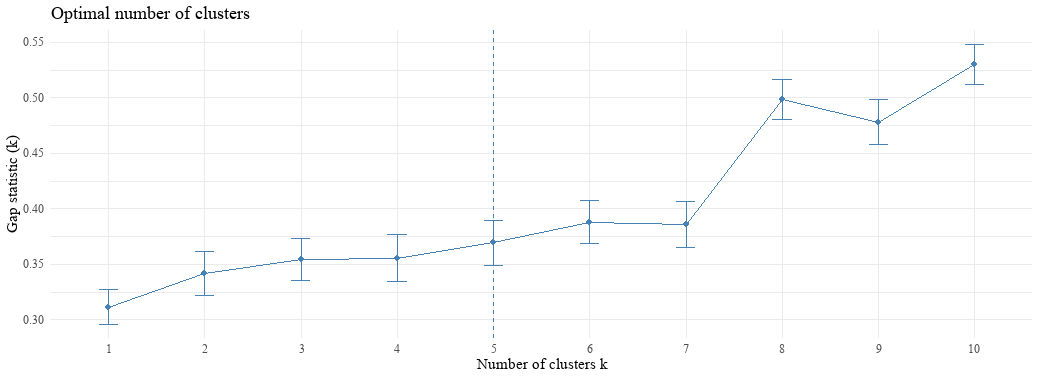 Optimal number of clusters
Gap statistic (k)
0.55
0.50
0.45
0.40
0.35
0.30
1 2 3 4 5 6 7 8 9 10
Number of clusters k